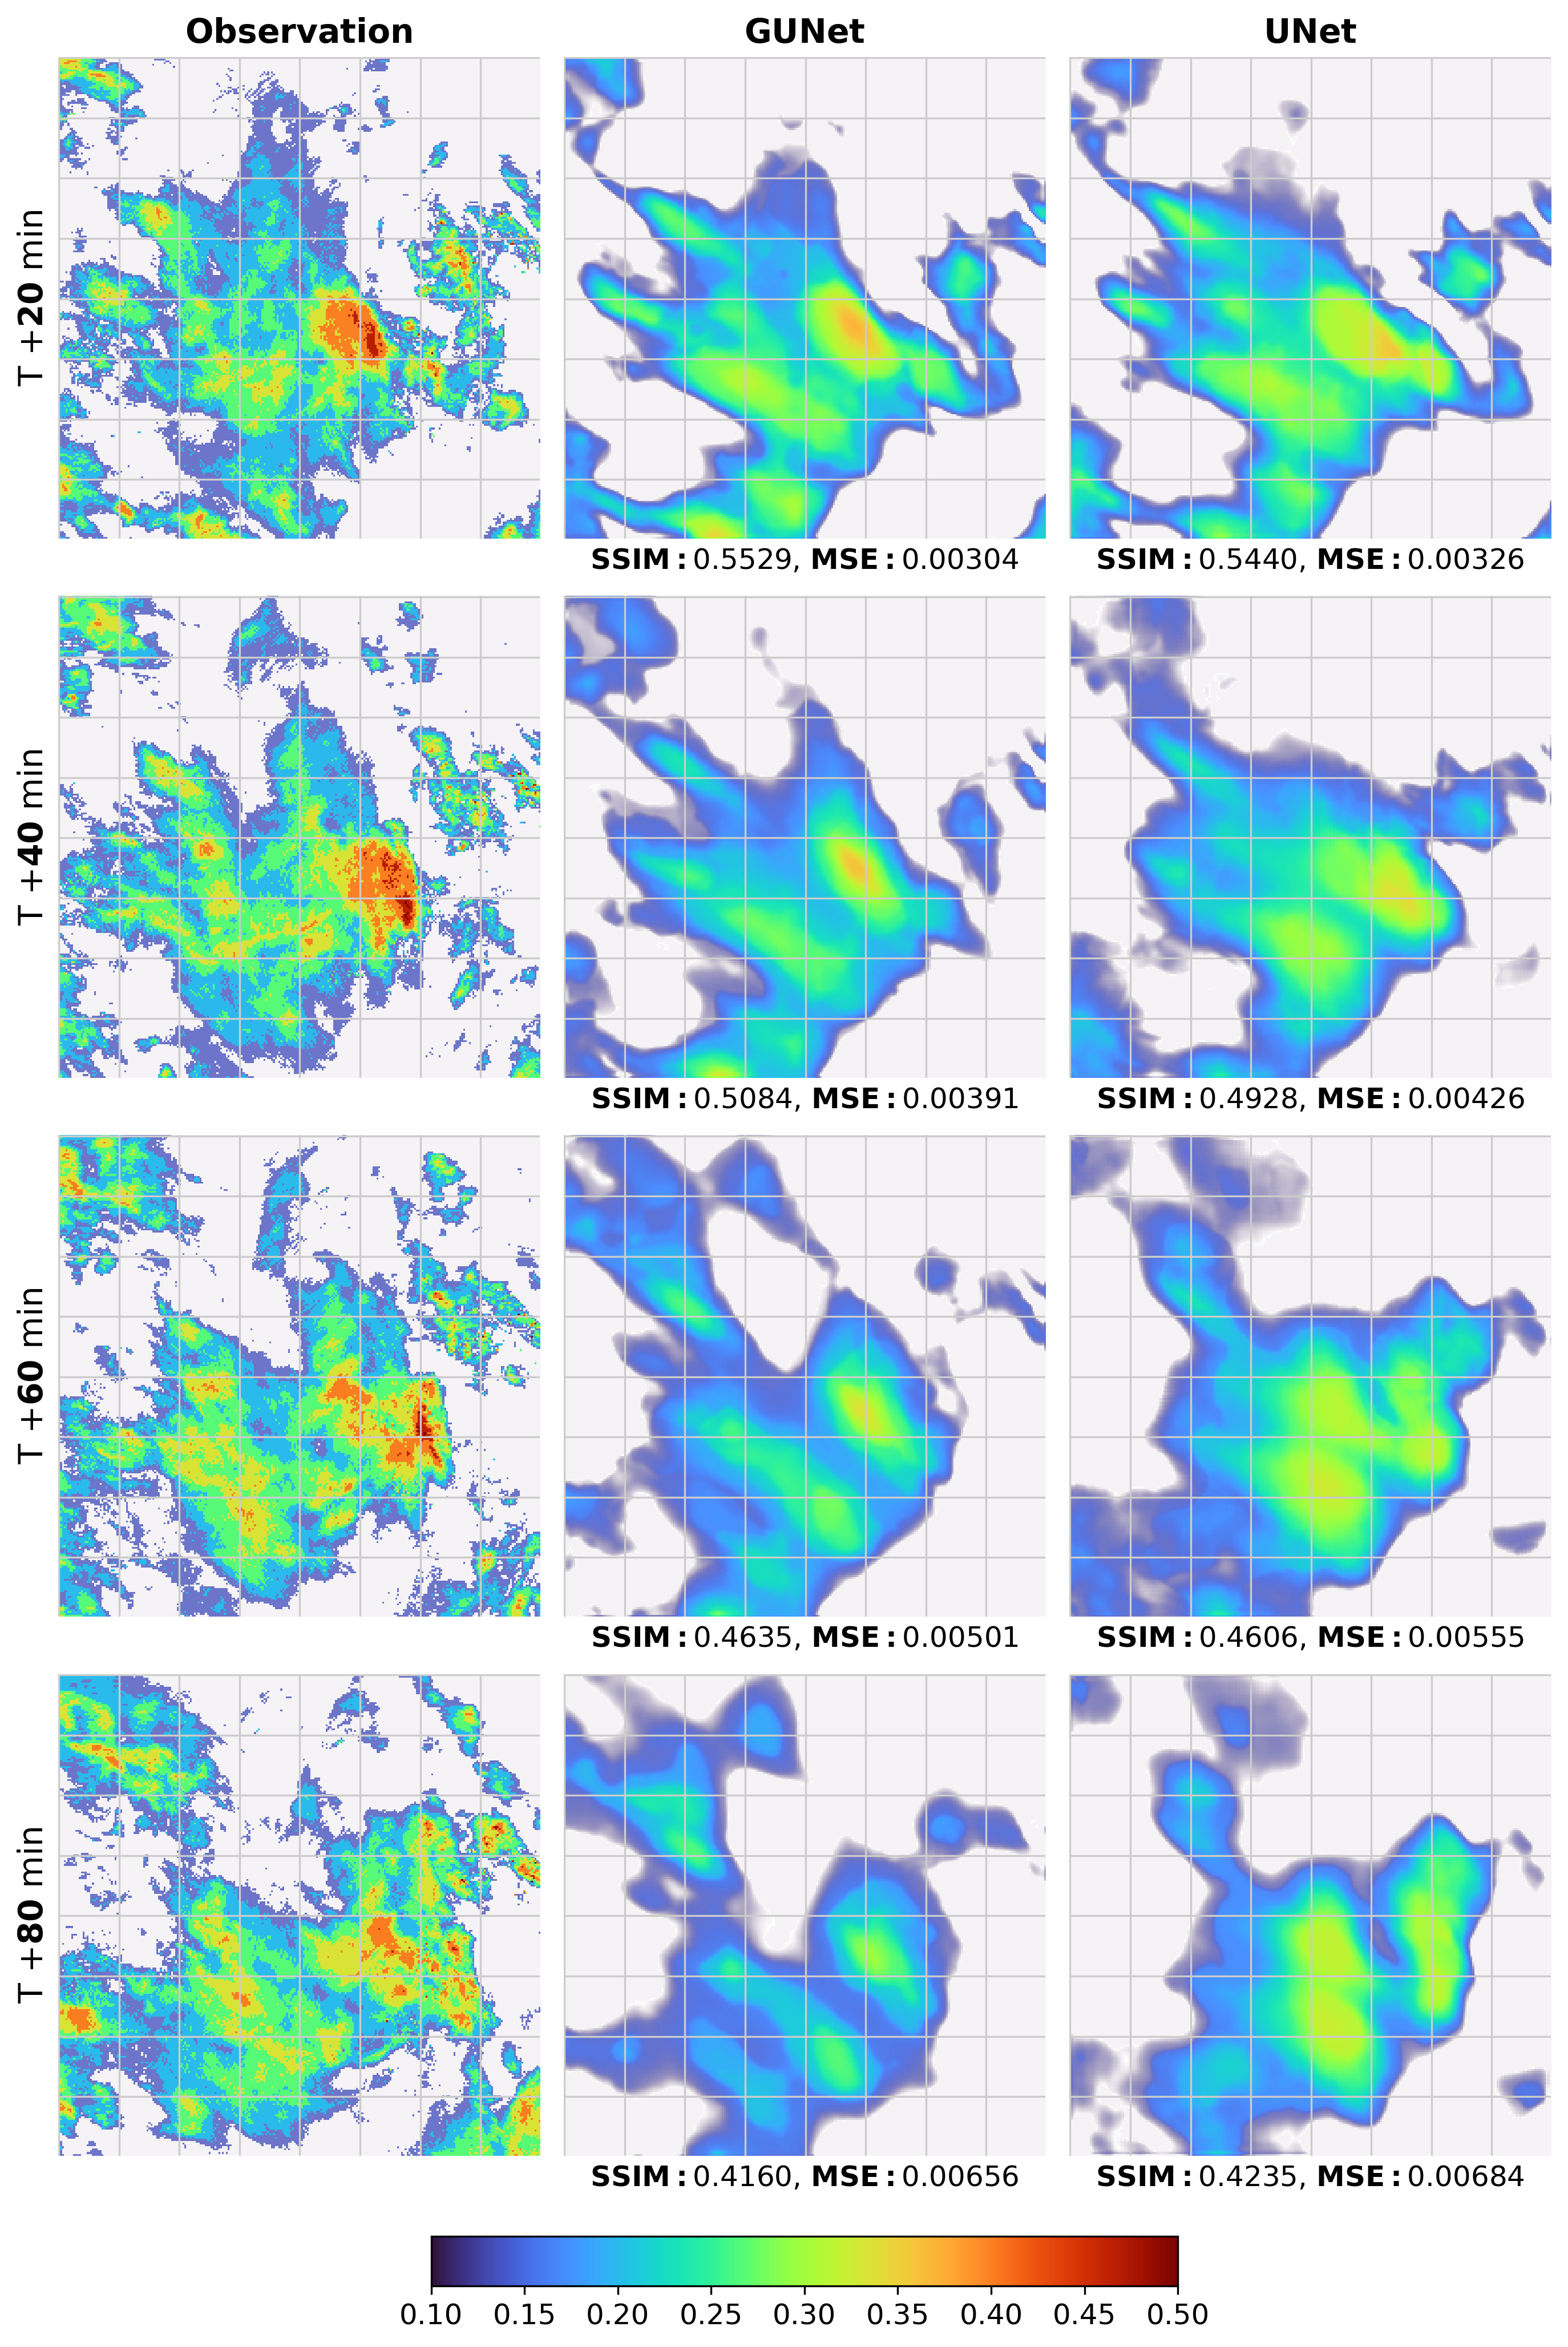 Observation GUNet UNet
T +20 min
SSIM:0.5529, MSE:0.00304 SSIM:0.5440, MSE:0.00326
T +40 min
SSIM:0.5084, MSE:0.00391 SSIM:0.4928, MSE:0.00426
T +60 min
SSIM:0.4635, MSE:0.00501 SSIM:0.4606, MSE:0.00555
T +80 min
SSIM:0.4160, MSE:0.00656 SSIM:0.4235, MSE:0.00684
0.10 0.15 0.20 0.25 0.30 0.35 0.40 0.45 0.50